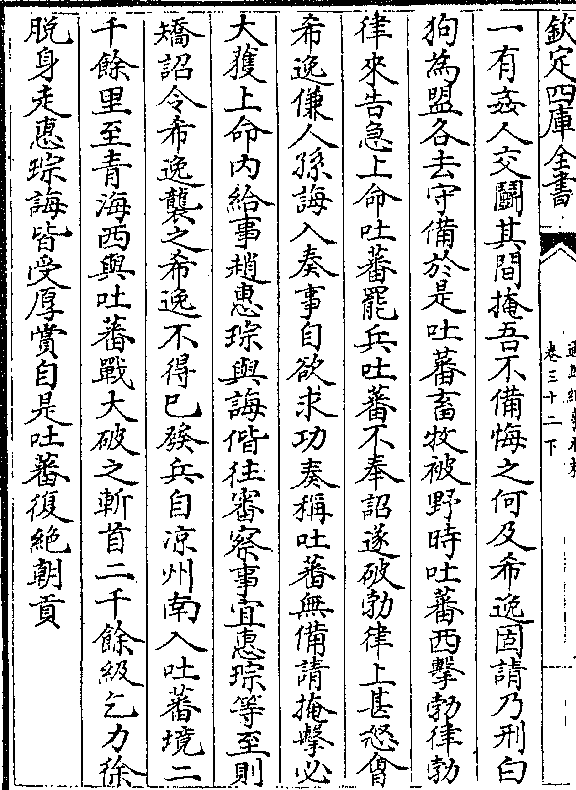 欽定四庫全書
卷三十二下
一有姦人交鬬其間掩吾不備悔之何及希逸固請乃刑白
狗為盟各去守備於是吐蕃畜牧被野時吐蕃西擊勃律勃
律來告急上命吐蕃罷兵吐蕃不奉詔遂破勃律上甚怒會
希逸傔人孫誨入奏事自欲求功奏稱吐蕃無備請掩擊必
大獲上命内給事趙惠琮與誨偕往審察事宜惠琮等至則
矯詔令希逸襲之希逸不得已發兵自凉州南入吐蕃境二
千餘里至青海西與吐蕃戰大破之斬首二千餘級乞力徐
脱身走惠琮誨皆受厚賞自是吐蕃復絶朝貢